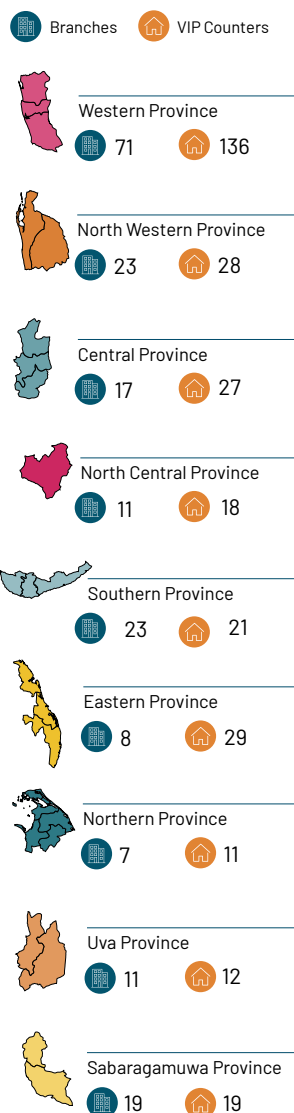 Branches VIP Counters
Western Province
71 136
North Western Province
23 28
Central Province
17 27
North Central Province
11 18
Southern Province
23 21
Eastern Province
8 29
Northern Province
7 11
Uva Province
11 12
Sabaragamuwa Province
19 19